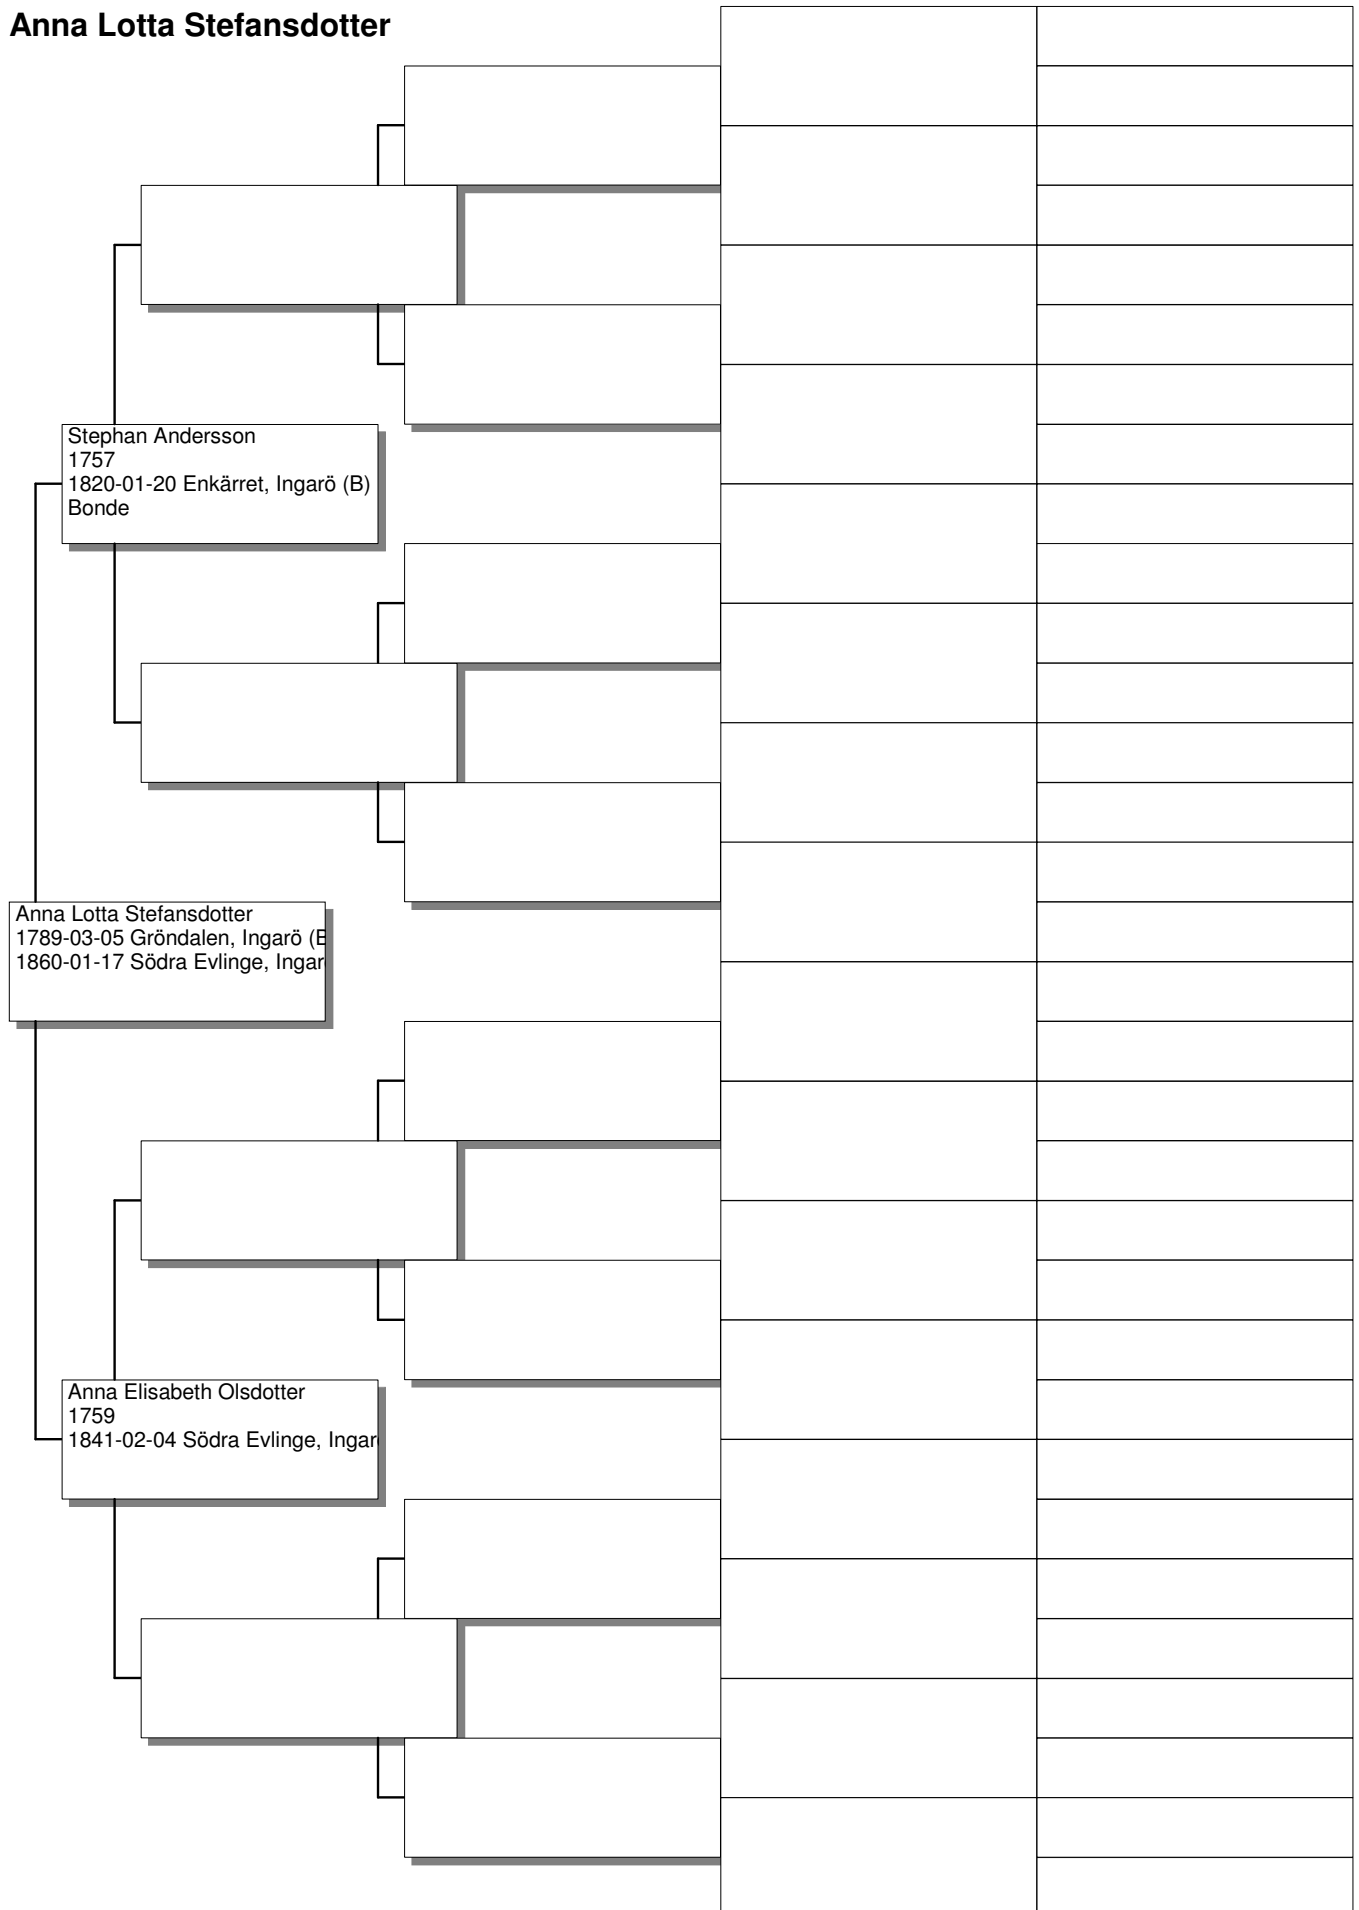 Anna Lotta Stefansdotter
Stephan Andersson
1757
1820-01-20 Enkärret, Ingarö (B)
Bonde
Anna Lotta Stefansdotter
1789-03-05 Gröndalen, Ingarö (B
1860-01-17 Södra Evlinge, Ingar
Anna Elisabeth Olsdotter
1759
1841-02-04 Södra Evlinge, Ingar